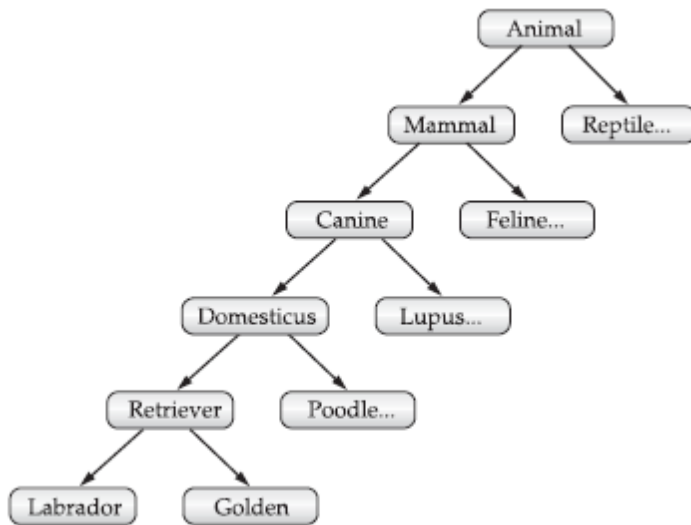 Animal
Mammal
Reptile...
Canine
Feline...
Domesticus
Lupus...
Retriever
Poodle...
Labrador
Golden